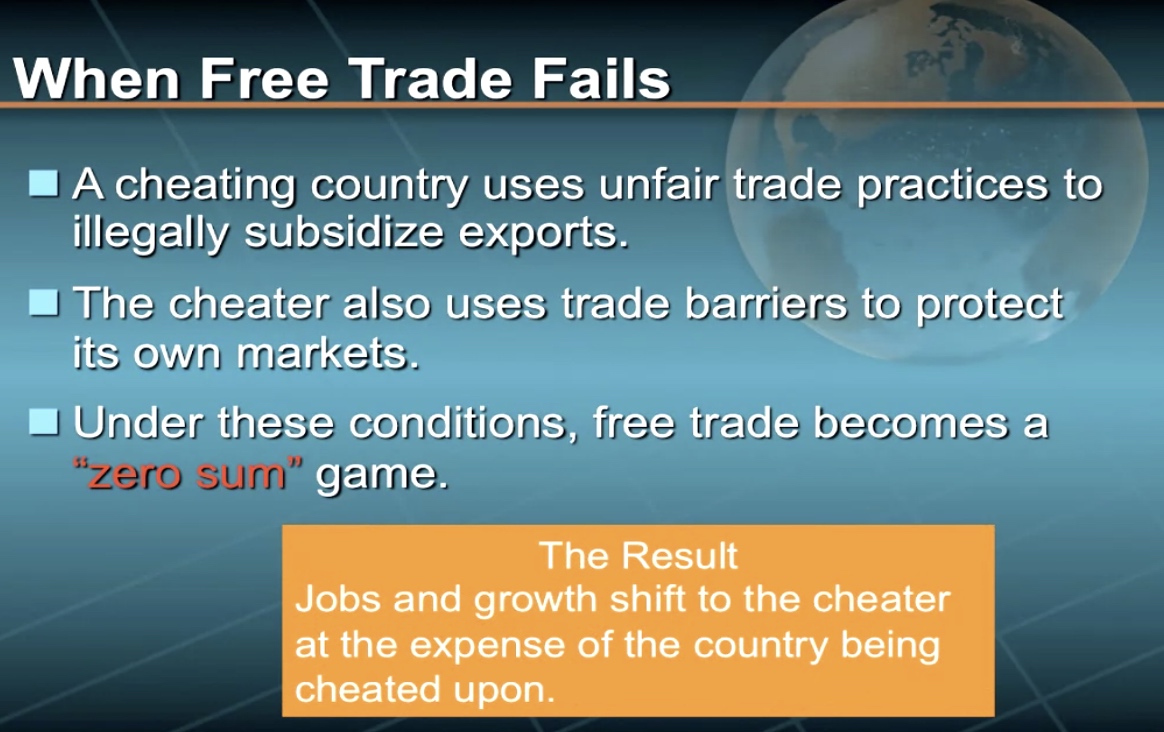 When Free Trade Fails
A cheating country uses unfair trade practices to
illegally subsidize exports.
The cheater also uses trade barriers to protect
its own markets.
Under these conditions, free trade becomes a
“zero sum” game.
The Result
Jobs and growth shift to the cheater
at the expense of the country being
cheated upon.